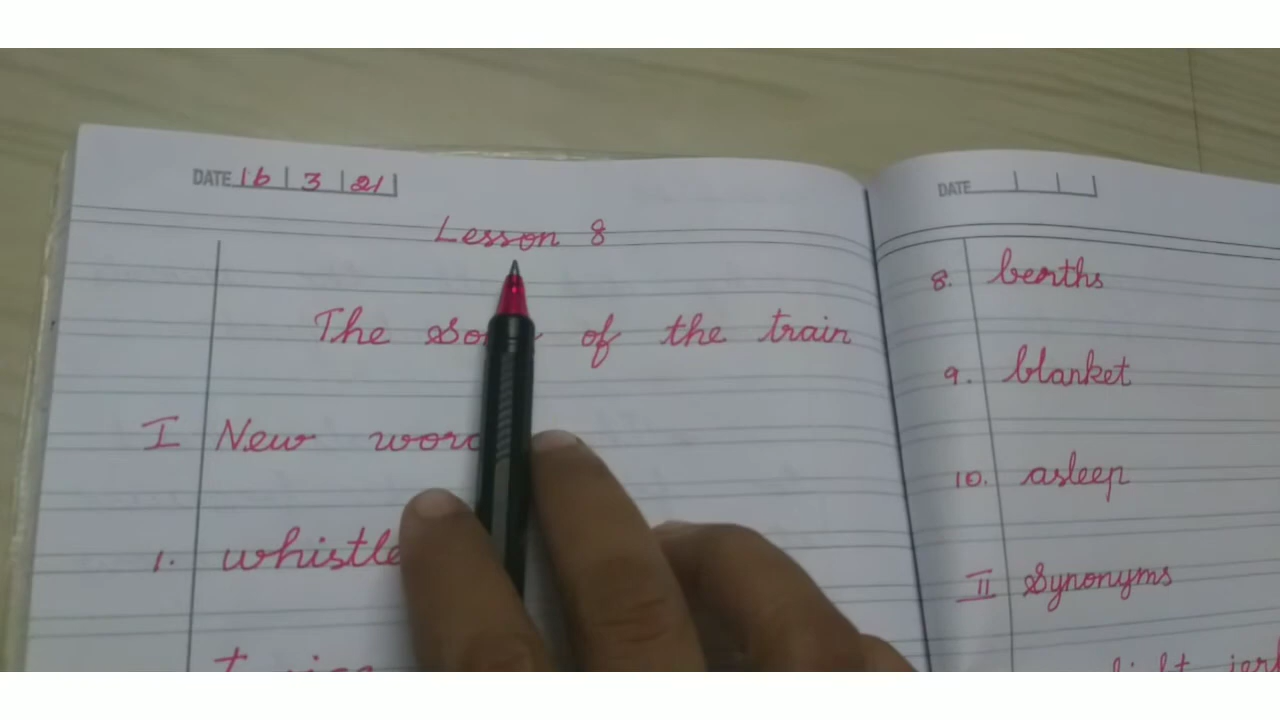 DATE 16 | 3 | 21
Lesson 8
The of the train
I New
1. whistle
DATE
8. berths
9. blanket
10. asleep
II Synonyms